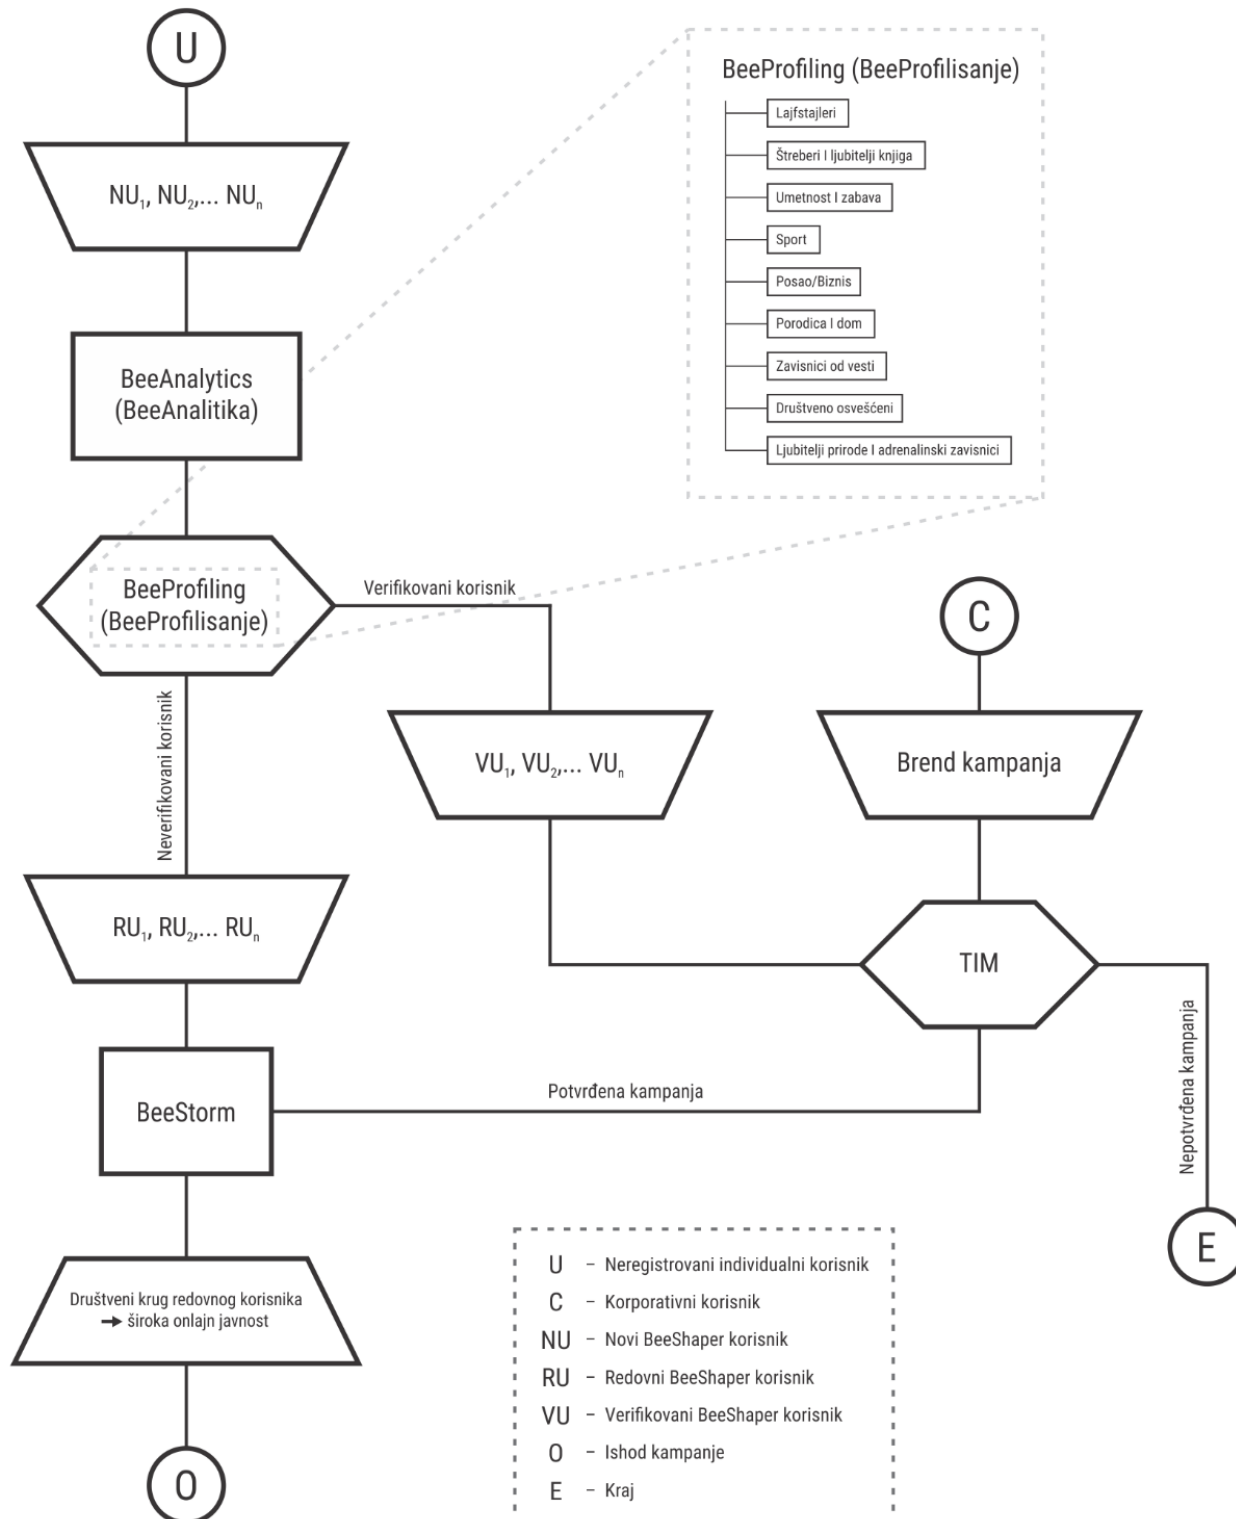 U
NU₁, NU₂,... NUₙ
BeeAnalytics
(BeeAnalitika)
BeeProfiling
(BeeProfilisanje)
BeeProfiling (BeeProfilisanje)
Lajfstajleri
Štreberi I ljubitelji knjiga
Umetnost I zabava
Sport
Posao/Biznis
Porodica I dom
Zavisnici od vesti
Društveno osvešćeni
Ljubitelji prirode I adrenalinski zavisnici
Verifikovani korisnik
Neverifikovani korisnik
VU₁, VU₂,... VUₙ
C
Brend kampanja
TIM
RU₁, RU₂,... RUₙ
BeeStorm
Potvrđena kampanja
Nepotvrđena kampanja
E
Društveni krug redovnog korisnika
→ široka onlajn javnost
O
U – Neregistrovani individualni korisnik
C – Korporativni korisnik
NU – Novi BeeShaper korisnik
RU – Redovni BeeShaper korisnik
VU – Verifikovani BeeShaper korisnik
O – Ishod kampanje
E – Kraj